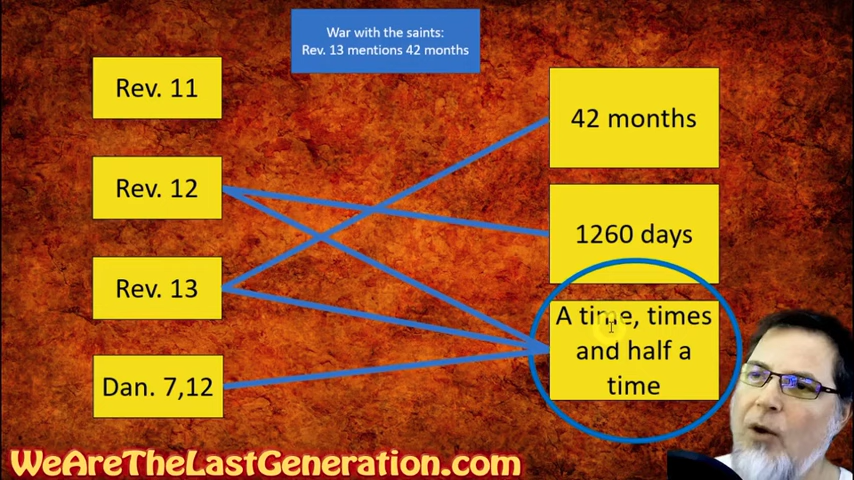 War with the saints:
Rev. 13 mentions 42 months
Rev. 11
Rev. 12
Rev. 13
Dan. 7,12
42 months
1260 days
A time, times
and half a
time
WeAreTheLastGeneration.com